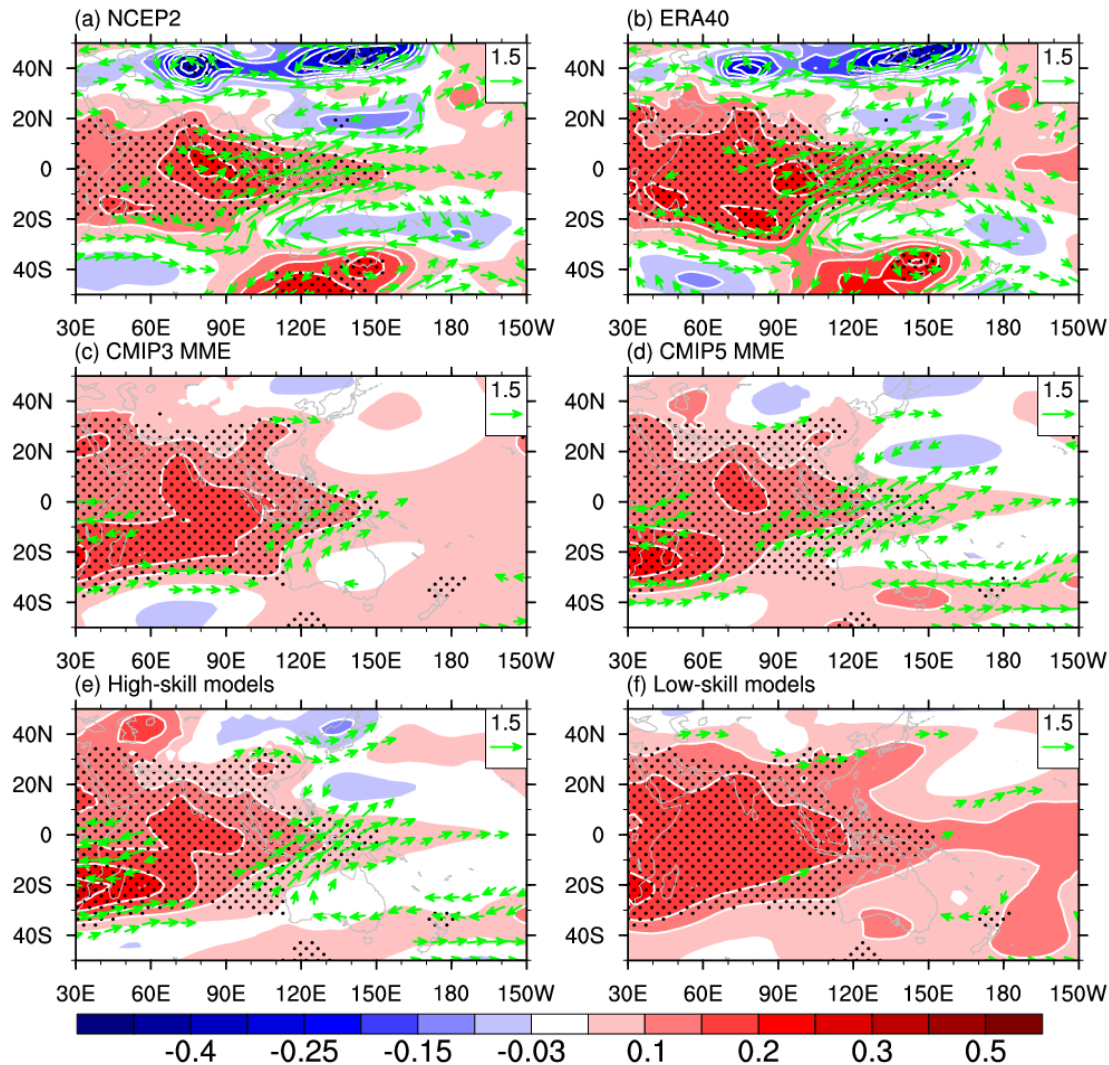 (a) NCEP2 (b) ERA40
1.5 1.5
40N 40N
20N 20N
0 0
20S 20S
40S 40S
30E 60E 90E 120E 150E 180 150W 30E 60E 90E 120E 150E 180 150W
(c) CMIP3 MME (d) CMIP5 MME
1.5 1.5
40N 40N
20N 20N
0 0
20S 20S
40S 40S
30E 60E 90E 120E 150E 180 150W 30E 60E 90E 120E 150E 180 150W
(e) High-skill models (f) Low-skill models
1.5 1.5
40N 40N
20N 20N
0 0
20S 20S
40S 40S
30E 60E 90E 120E 150E 180 150W 30E 60E 90E 120E 150E 180 150W
-0.4 -0.25 -0.15 -0.03 0.1 0.2 0.3 0.5